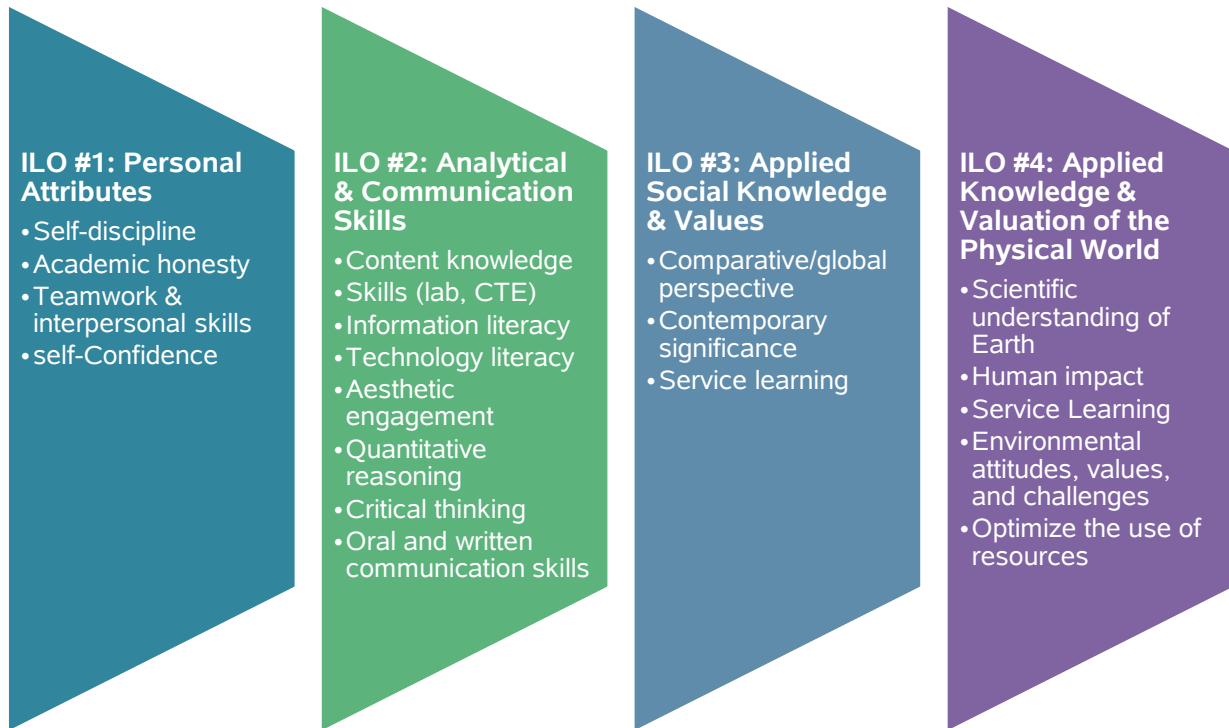 ILO #1: Personal
Attributes
•Self-discipline
•Academic honesty
•Teamwork &
interpersonal skills
•self-Confidence
ILO #2: Analytical
& Communication
Skills
•Content knowledge
•Skills (lab, CTE)
•Information literacy
•Technology literacy
•Aesthetic
engagement
•Quantitative
reasoning
•Critical thinking
•Oral and written
communication skills
ILO #3: Applied
Social Knowledge
& Values
•Comparative/global
perspective
•Contemporary
significance
•Service learning
ILO #4: Applied
Knowledge &
Valuation of the
Physical World
•Scientific
understanding of
Earth
•Human impact
•Service Learning
•Environmental
attitudes, values,
and challenges
•Optimize the use of
resources